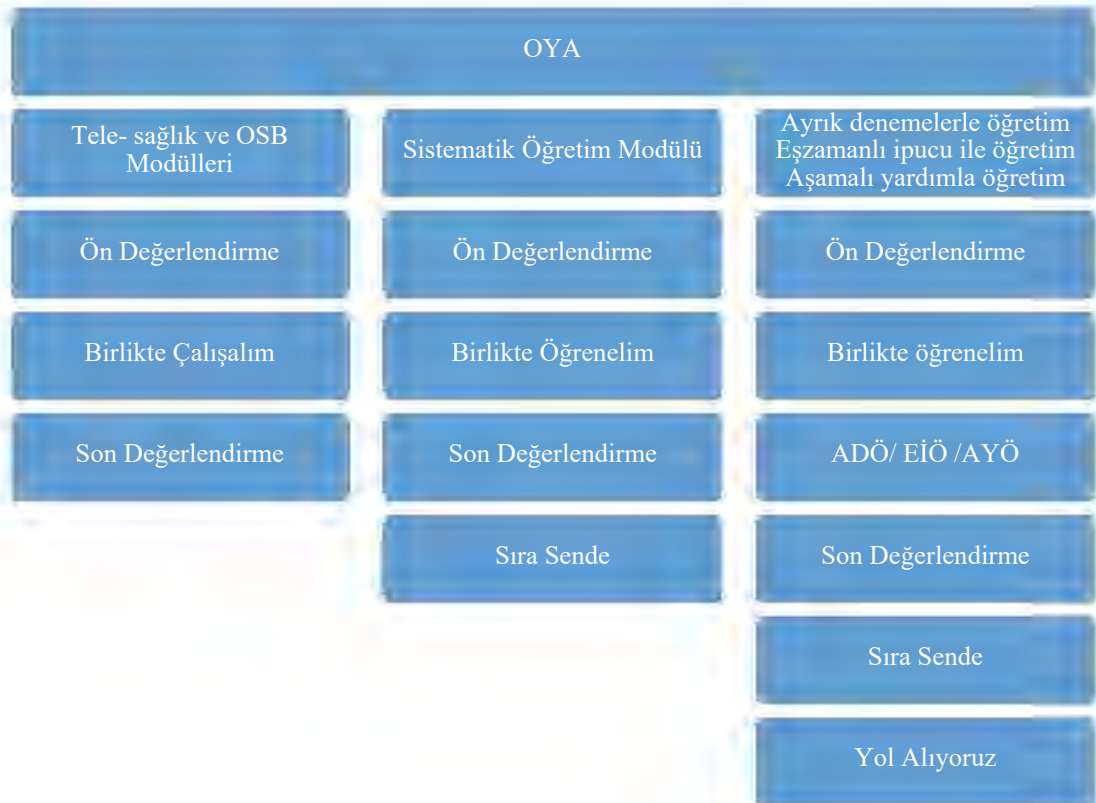 OYA
Tele- sağlık ve OSB
Modülleri
Ön Değerlendirme
Birlikte Çalışalım
Son Değerlendirme
Sistematik Öğretim Modülü
Ön Değerlendirme
Birlikte Öğrenelim
Son Değerlendirme
Sıra Sende
Ayrık denemelerle öğretim
Eşzamanlı ipucu ile öğretim
Aşamalı yardımla öğretim
Ön Değerlendirme
Birlikte öğrenelim
ADÖ/ EİÖ /AYÖ
Son Değerlendirme
Sıra Sende
Yol Alıyoruz